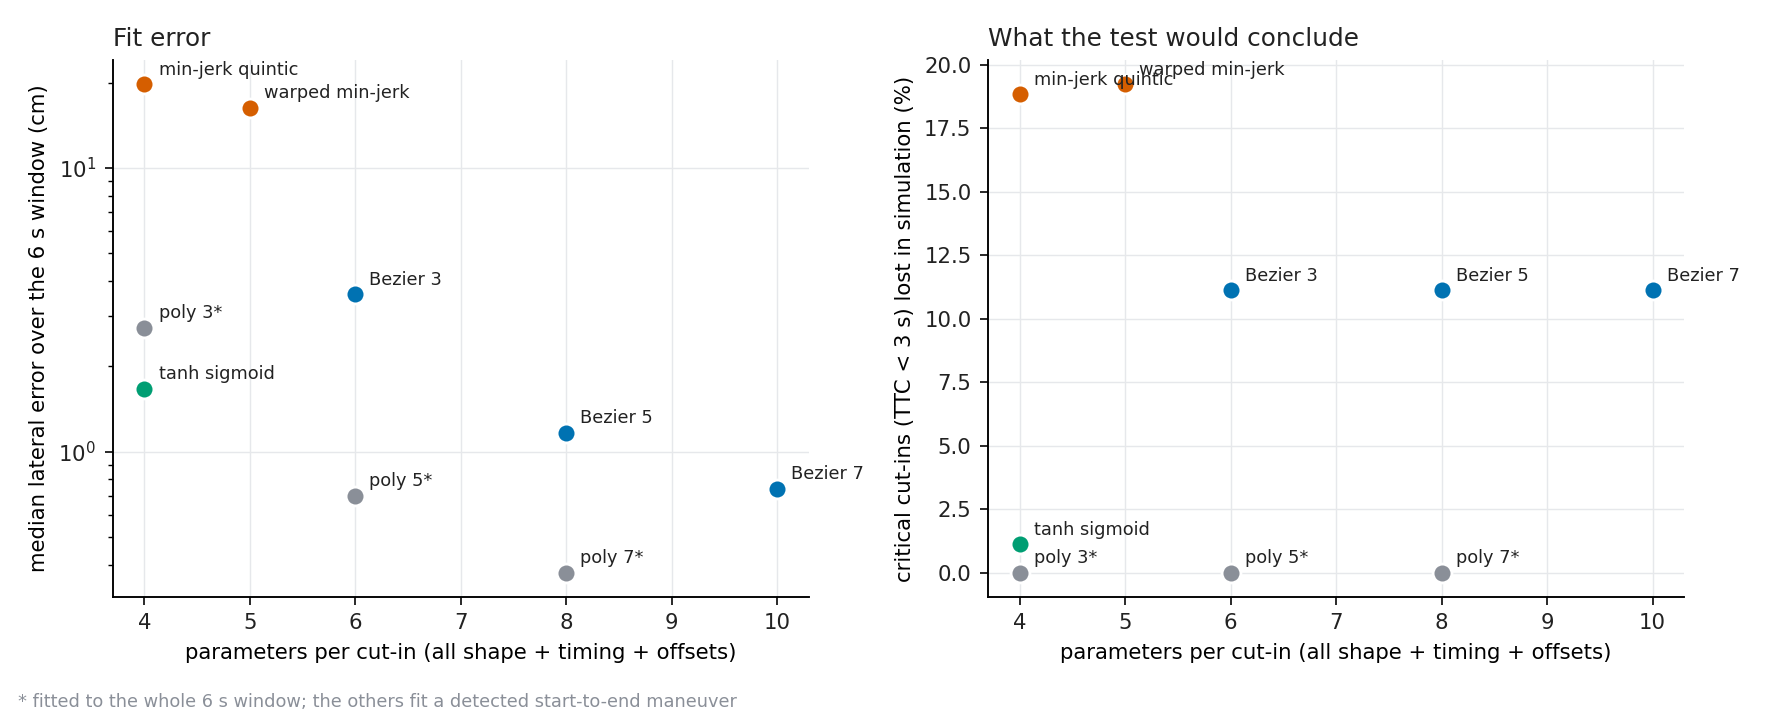 Fit error
median lateral error over the 6 s window (cm)
10¹
10⁰
min-jerk quintic
warped min-jerk
Bezier 3
poly 3*
tanh sigmoid
Bezier 5
poly 5*
Bezier 7
poly 7*
4 5 6 7 8 9 10
parameters per cut-in (all shape + timing + offsets)
What the test would conclude
critical cut-ins (TTC < 3 s) lost in simulation (%)
20.0
17.5
15.0
12.5
10.0
7.5
5.0
2.5
0.0
warped min-jerk
min-jerk quintic
Bezier 3
Bezier 5
Bezier 7
tanh sigmoid
poly 3*
poly 5*
poly 7*
4 5 6 7 8 9 10
parameters per cut-in (all shape + timing + offsets)
* fitted to the whole 6 s window; the others fit a detected start-to-end maneuver